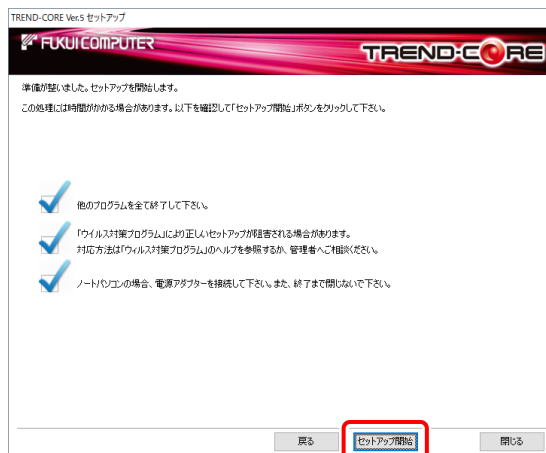 TREND-CORE Ver.5 セットアップ
FUKUI COMPUTER
TREND-CORE
準備が整いました。セットアップを開始します。
この処理には時間がかかる場合があります。以下を確認して「セットアップ開始」ボタンをクリックして下さい。
他のプログラムを全て終了して下さい。
「ウイルス対策プログラム」により正しいセットアップが阻害される場合があります。
対応方法は「ウィルス対策プログラム」のヘルプを参照するか、管理者へご相談ください。
ノートパソコンの場合、電源アダプターを接続して下さい。また、終了まで閉じないで下さい。
戻る
セットアップ開始
閉じる